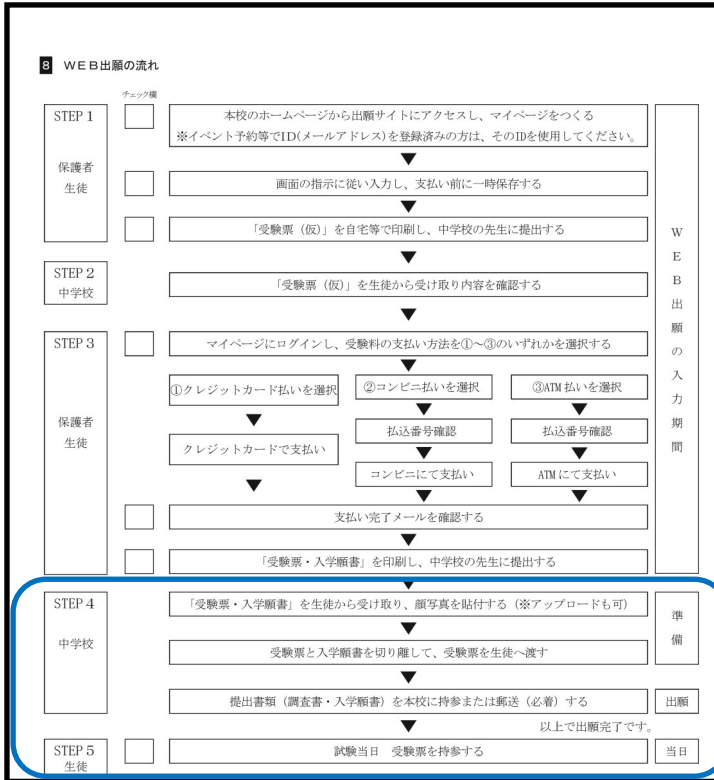 8 WEB出願の流れ
チェック欄
STEP 1
保護者
生徒
本校のホームページから出願サイトにアクセスし、マイページをつくる
※イベント予約等でID(メールアドレス)を登録済みの方は、そのIDを使用してください。
画面の指示に従い入力し、支払い前に一時保存する
「受験票（仮）」を自宅等で印刷し、中学校の先生に提出する
STEP 2
中学校
「受験票（仮）」を生徒から受け取り内容を確認する
STEP 3
保護者
生徒
マイページにログインし、受験料の支払い方法を①～③のいずれかを選択する
①クレジットカード払いを選択 ②コンビニ払いを選択 ③ATM 払いを選択
払込番号確認 払込番号確認
クレジットカードで支払い
コンビニにて支払い ATM にて支払い
支払い完了メールを確認する
「受験票・入学願書」を印刷し、中学校の先生に提出する
WEB出願の入力期間
STEP 4
中学校
「受験票・入学願書」を生徒から受け取り、顔写真を貼付する（※アップロードも可）
受験票と入学願書を切り離して、受験票を生徒へ渡す
準備
提出書類（調査書・入学願書）を本校に持参または郵送（必着）する
出願
以上で出願完了です。
STEP 5
生徒
試験当日 受験票を持参する
当日